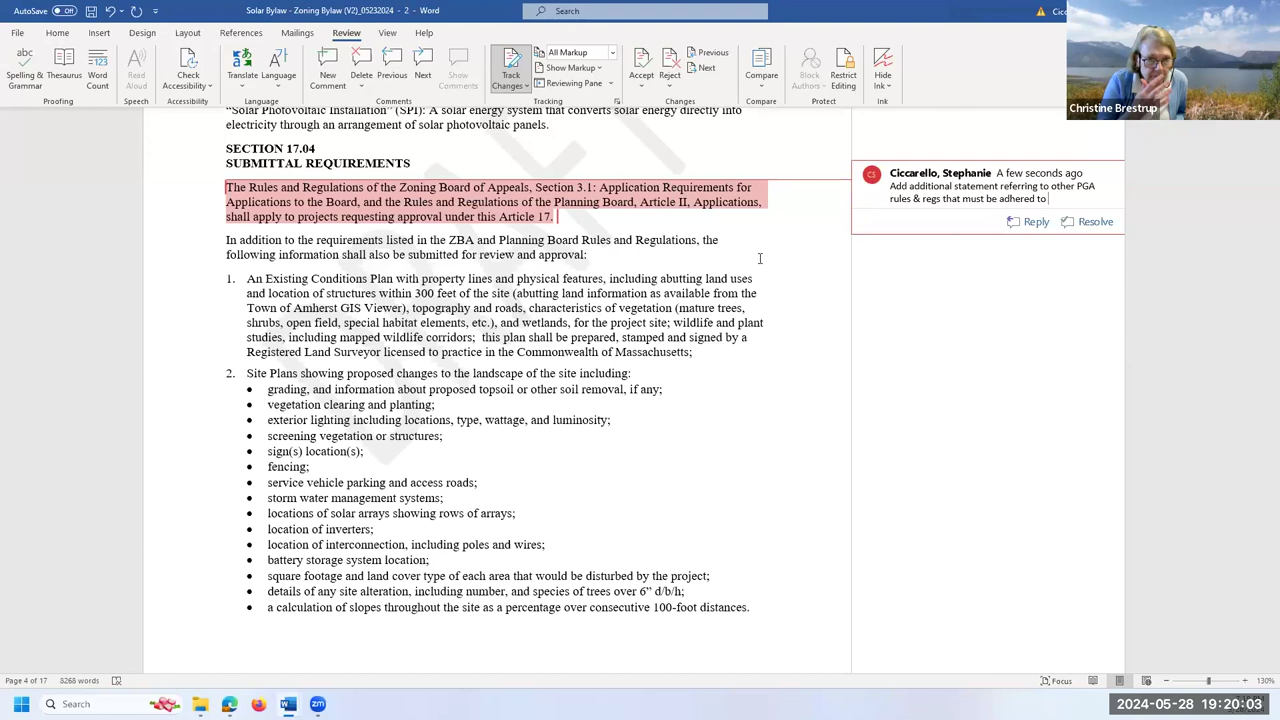 AutoSave Off Solar Bylaw - Zoning Bylaw (V2)_05232024 - 2 - Word Search Cicc
File Home Insert Design Layout References Mailings Review View Help
Spelling & Grammar Thesaurus Word Count Read Aloud Check Accessibility Translate Language New Comment Delete Previous Next Show Comments Track Changes All Markup Show Markup Reviewing Pane Accept Reject Previous Next Compare Block Authors Restrict Editing Hide Ink
Proofing Speech Accessibility Language Comments Tracking Changes Compare Protect Ink
Christine Brestrup
"Solar Photovoltaic Installation" (SPI): A solar energy system that converts solar energy directly into
electricity through an arrangement of solar photovoltaic panels.
SECTION 17.04
SUBMITTAL REQUIREMENTS
The Rules and Regulations of the Zoning Board of Appeals, Section 3.1: Application Requirements for
Applications to the Board, and the Rules and Regulations of the Planning Board, Article II, Applications,
shall apply to projects requesting approval under this Article 17.
In addition to the requirements listed in the ZBA and Planning Board Rules and Regulations, the
following information shall also be submitted for review and approval:
1. An Existing Conditions Plan with property lines and physical features, including abutting land uses
and location of structures within 300 feet of the site (abutting land information as available from the
Town of Amherst GIS Viewer), topography and roads, characteristics of vegetation (mature trees,
shrubs, open field, special habitat elements, etc.), and wetlands, for the project site; wildlife and plant
studies, including mapped wildlife corridors; this plan shall be prepared, stamped and signed by a
Registered Land Surveyor licensed to practice in the Commonwealth of Massachusetts;
2. Site Plans showing proposed changes to the landscape of the site including:
• grading, and information about proposed topsoil or other soil removal, if any;
• vegetation clearing and planting;
• exterior lighting including locations, type, wattage, and luminosity;
• screening vegetation or structures;
• sign(s) location(s);
• fencing;
• service vehicle parking and access roads;
• storm water management systems;
• locations of solar arrays showing rows of arrays;
• location of inverters;
• location of interconnection, including poles and wires;
• battery storage system location;
• square footage and land cover type of each area that would be disturbed by the project;
• details of any site alteration, including number, and species of trees over 6" d/b/h;
• a calculation of slopes throughout the site as a percentage over consecutive 100-foot distances.
CS Ciccarello, Stephanie A few seconds ago
Add additional statement referring to other PGA
rules & regs that must be adhered to
Reply Resolve
Page 4 of 17 8268 words Focus 130%
Search
2024-05-28 19:20:03